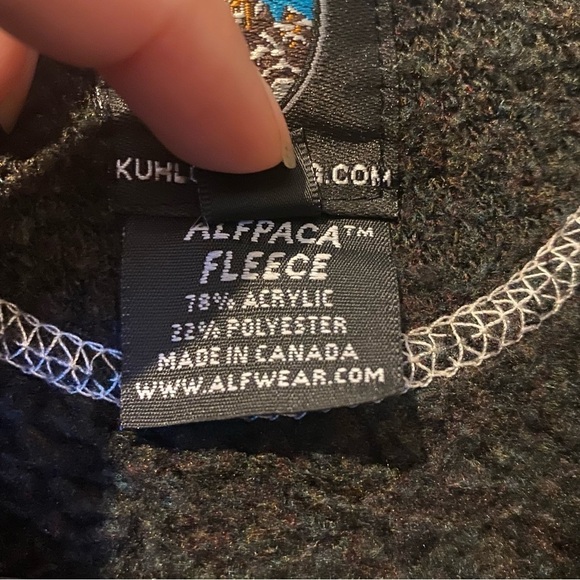 KUHL G.COM
ALFPACA™
FLEECE
78% ACRYLIC
22% POLYESTER
MADE IN CANADA
WWW.ALFWEAR.COM